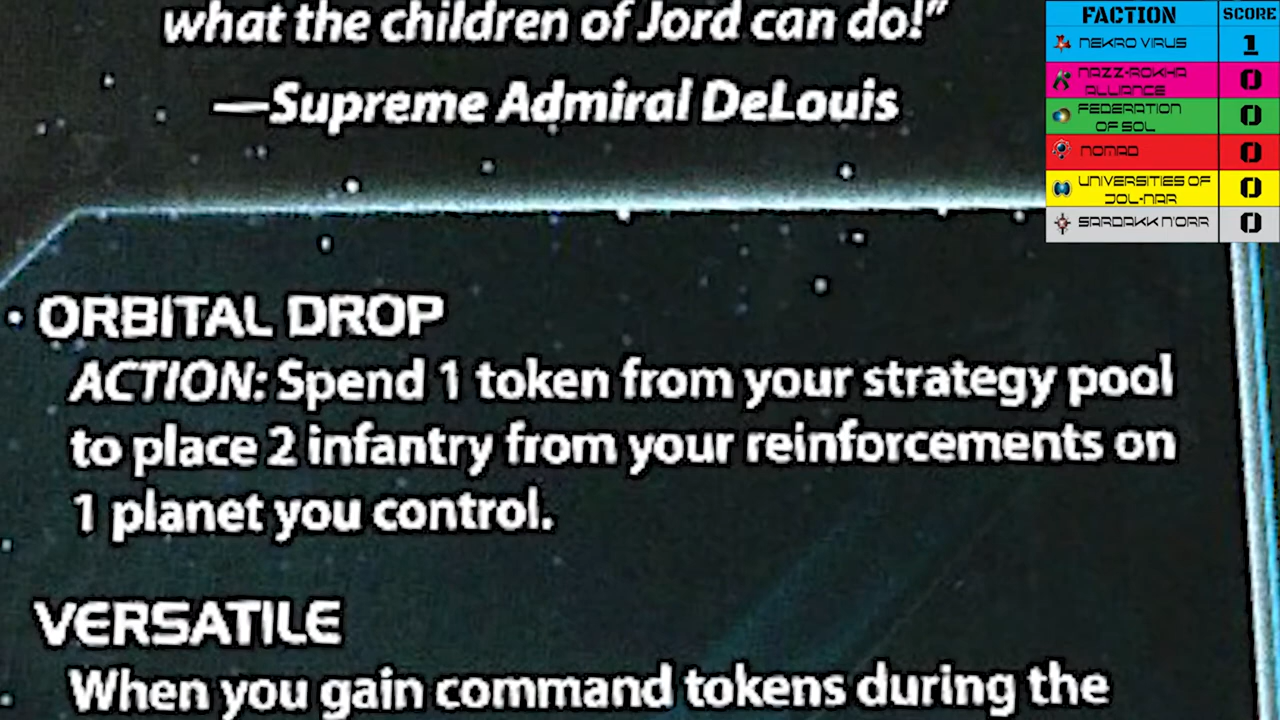 what the children of Jord can do!”
—Supreme Admiral DeLouis
ORBITAL DROP
ACTION: Spend 1 token from your strategy pool
to place 2 infantry from your reinforcements on
1 planet you control.
VERSATILE
When you gain command tokens during the
FACTION SCORE
NEKRO VIRUS 1
NAZZ-ROKHA
ALLIANCE 0
FEDERATION
OF SOL 0
NOMAD 0
UNIVERSITIES OF
JOL-NAR 0
SARDAKK N'ORR 0